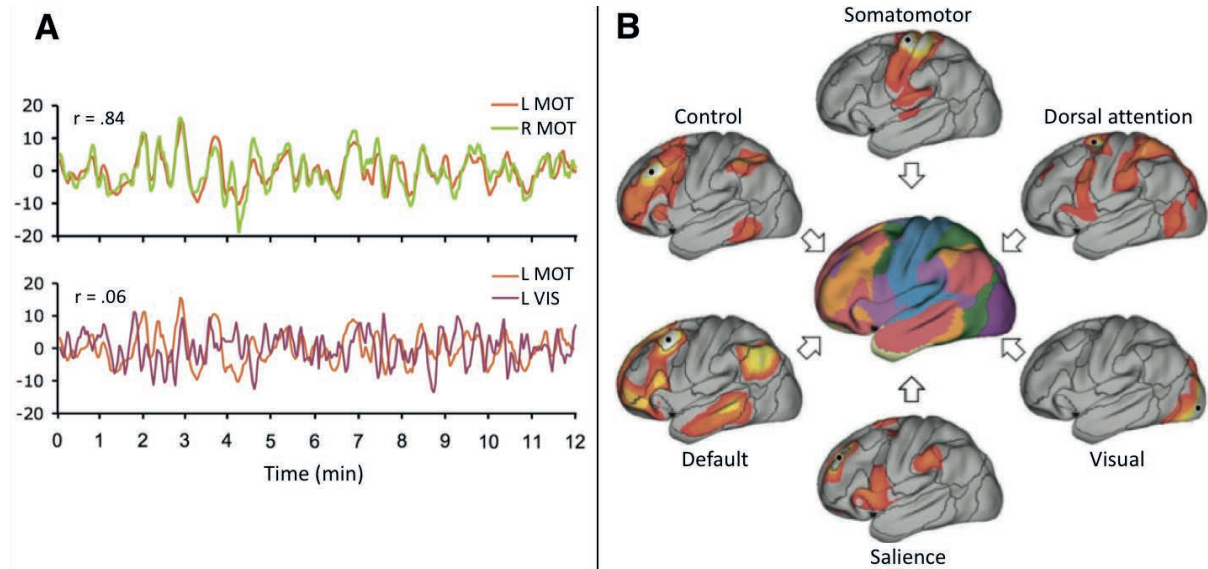 A
20
10
0
-10
-20
r = .84
L MOT
R MOT
20
10
0
-10
-20
r = .06
L MOT
L VIS
0 1 2 3 4 5 6 7 8 9 10 11 12
Time (min)
B
Somatomotor
Control
Dorsal attention
Default
Visual
Salience